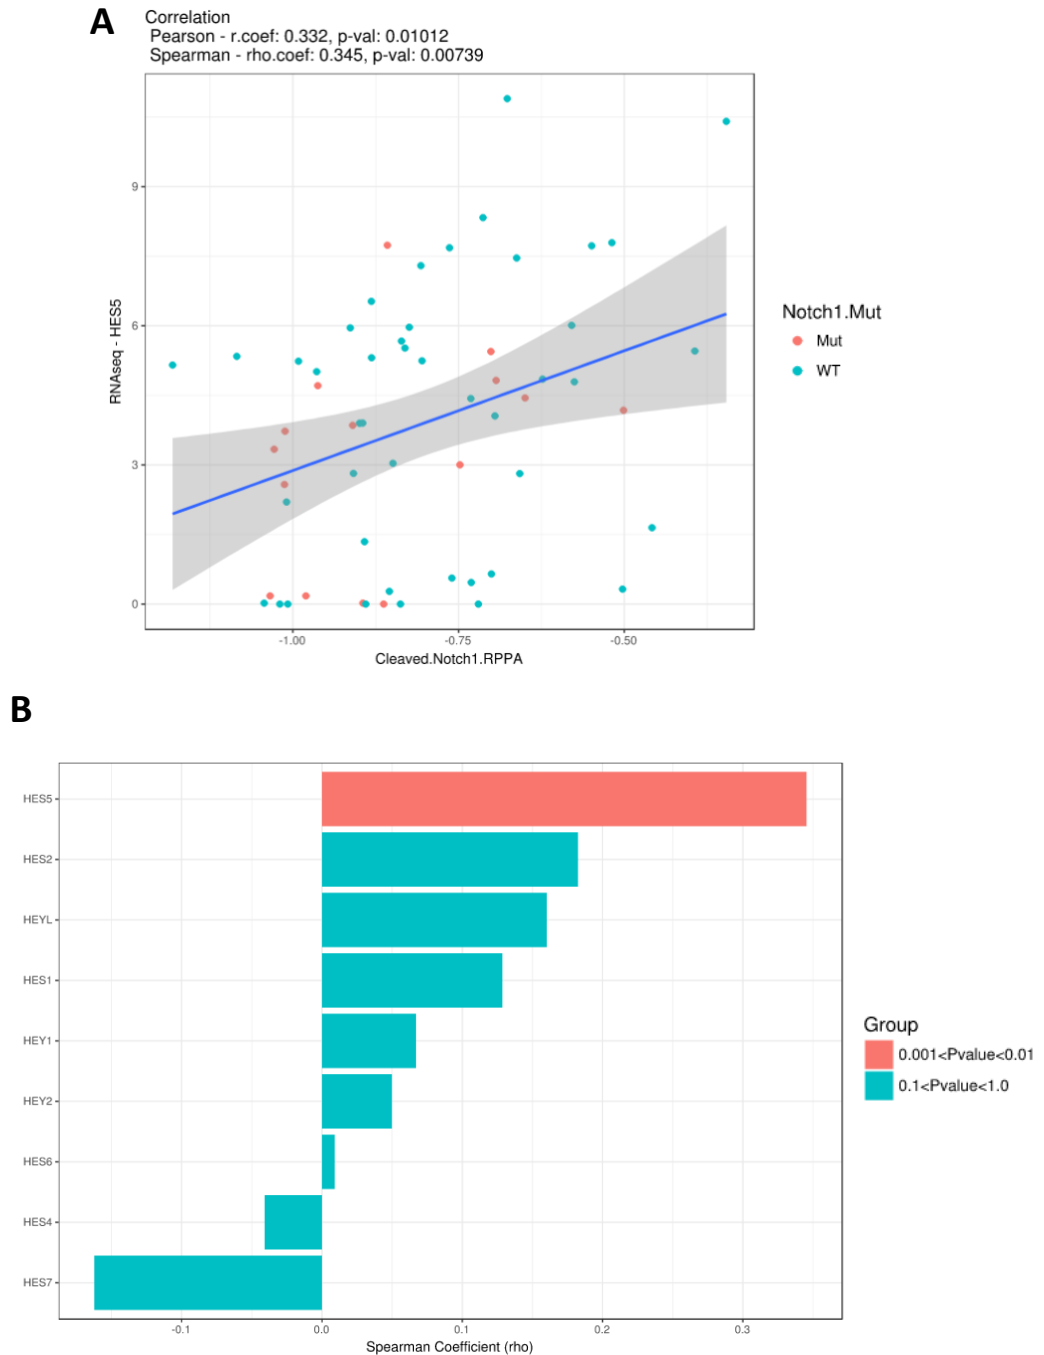 A
Correlation
Pearson - r.coef: 0.332, p-val: 0.01012
Spearman - rho.coef: 0.345, p-val: 0.00739
RNAseq - HES5
9
6
3
0
-1.00
-0.75
-0.50
Cleaved.Notch1.RPPA
Notch1.Mut
Mut
WT
B
HES5
HES2
HEYL
HES1
HEY1
HEY2
HES6
HES4
HES7
-0.1
0.0
0.1
0.2
0.3
Spearman Coefficient (rho)
Group
0.001<Pvalue<0.01
0.1<Pvalue<1.0